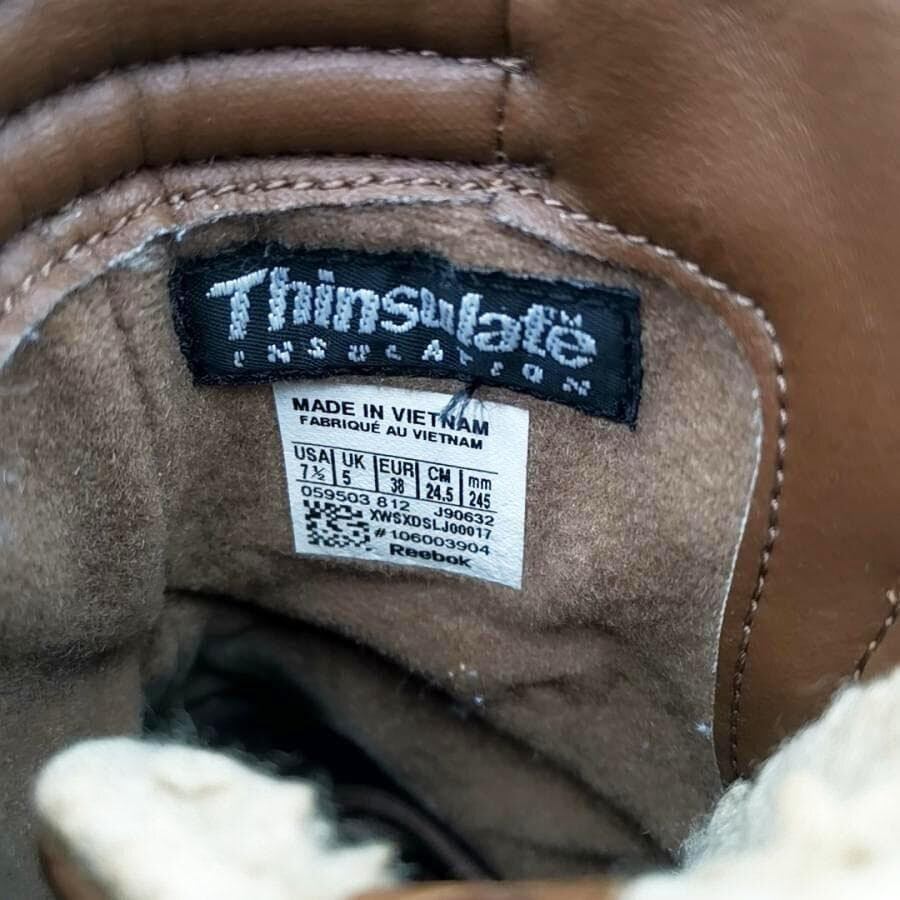 Thinsulate™
INSULATION
MADE IN VIETNAM
FABRIQUÉ AU VIETNAM
USA UK EUR CM mm
7½ 5 38 24.5 245
059503 812 J90632
XWSXDSLJ00017
#106003904
Reebok